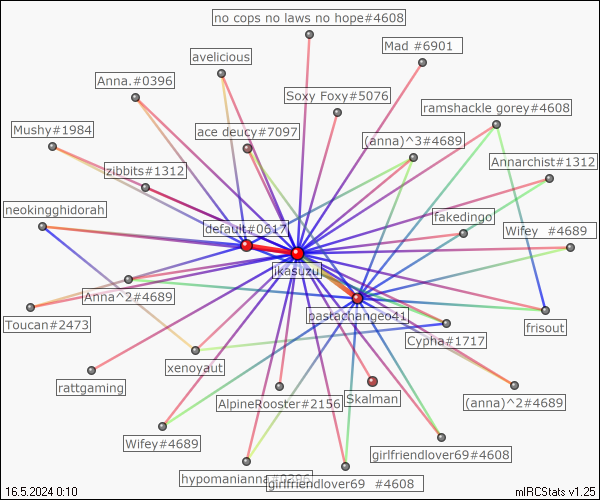 no cops no laws no hope#4608
Mad #6901
avelicious
Anna.#0396
Soxy Foxy#5076
ramshackle gorey#4608
Mushy#1984
ace deucy#7097
(anna)^3#4689
zibbits#1312
Annarchist#1312
neokingghidorah
fakedingo
default#0617
Wifey  #4689
jkasuzu
Anna^2#4689
pastachangeo41
Toucan#2473
frisout
Cypha#1717
xenoyaut
rattgaming
Skalman
AlpineRooster#2156
(anna)^2#4689
Wifey#4689
girlfriendlover69#4608
hypomanianna#0396
girlfriendlover69  #4608
16.5.2024 0:10
mIRCStats v1.25